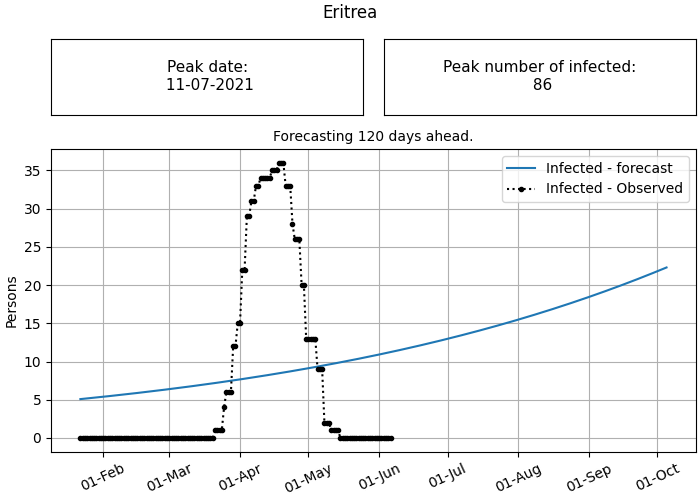 Eritrea
Peak date:
11-07-2021
Peak number of infected:
86
Forecasting 120 days ahead.
Infected - forecast
Infected - Observed
Persons
35
30
25
20
15
10
5
0
01-Feb
01-Mar
01-Apr
01-May
01-Jun
01-Jul
01-Aug
01-Sep
01-Oct